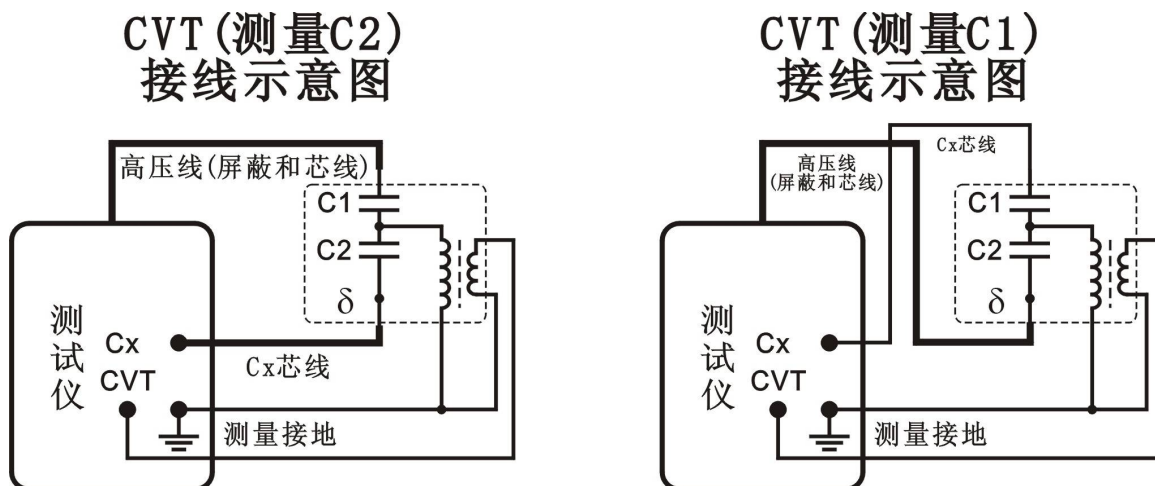 CVT(测量C2)
接线示意图
高压线(屏蔽和芯线)
C1
C2
δ
测试仪
Cx
CVT
Cx芯线
测量接地
CVT(测量C1)
接线示意图
Cx芯线
高压线
(屏蔽和芯线)
C1
C2
δ
测试仪
Cx
CVT
测量接地